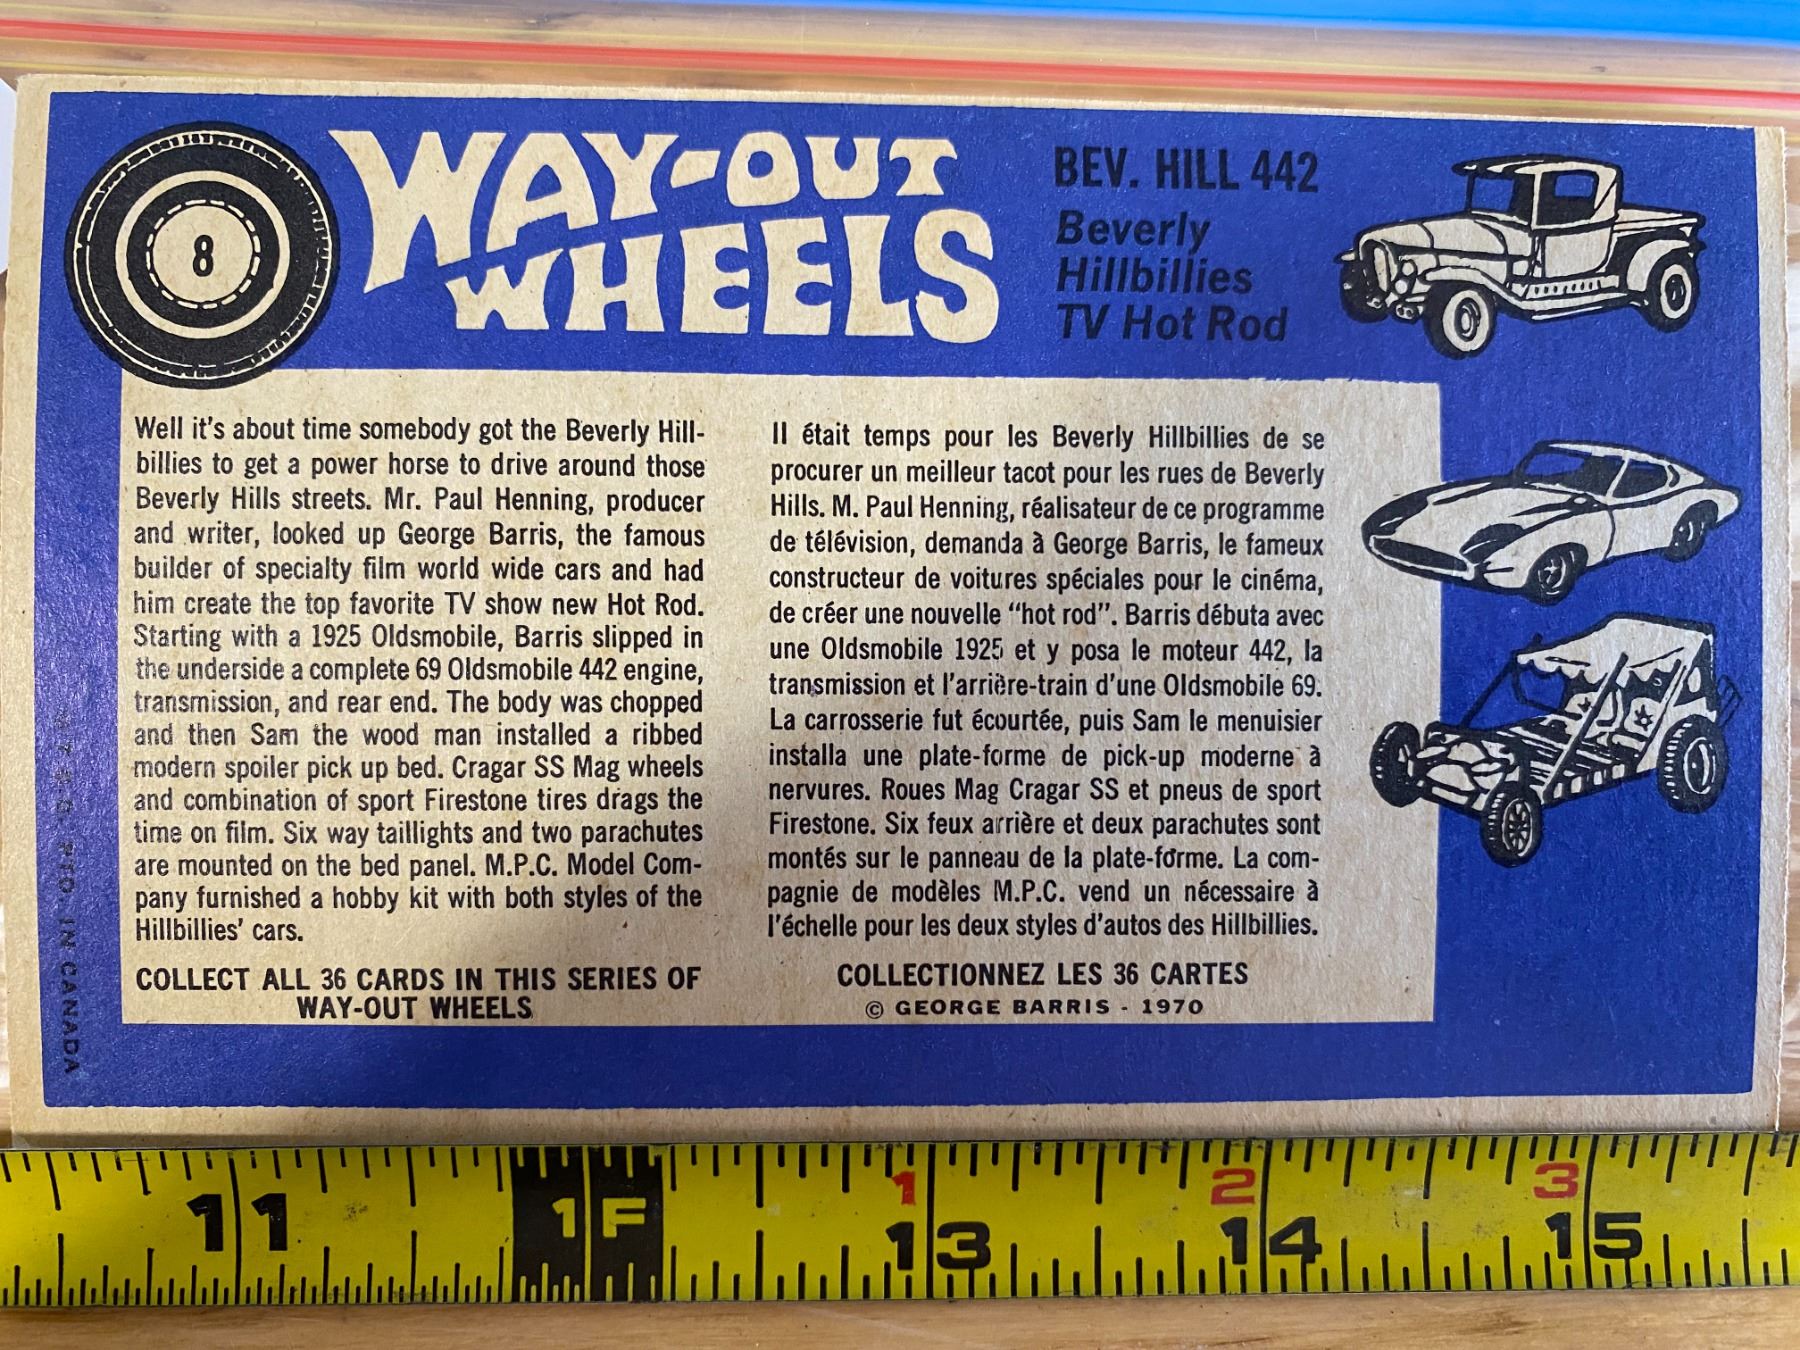 8
WAY-OUT
WHEELS
BEV. HILL 442
Beverly
Hillbillies
TV Hot Rod
Well it's about time somebody got the Beverly Hill-
billies to get a power horse to drive around those
Beverly Hills streets. Mr. Paul Henning, producer
and writer, looked up George Barris, the famous
builder of specialty film world wide cars and had
him create the top favorite TV show new Hot Rod.
Starting with a 1925 Oldsmobile, Barris slipped in
the underside a complete 69 Oldsmobile 442 engine,
transmission, and rear end. The body was chopped
and then Sam the wood man installed a ribbed
modern spoiler pick up bed. Cragar SS Mag wheels
and combination of sport Firestone tires drags the
time on film. Six way taillights and two parachutes
are mounted on the bed panel. M.P.C. Model Com-
pany furnished a hobby kit with both styles of the
Hillbillies' cars.
COLLECT ALL 36 CARDS IN THIS SERIES OF
WAY-OUT WHEELS
Il était temps pour les Beverly Hillbillies de se
procurer un meilleur tacot pour les rues de Beverly
Hills. M. Paul Henning, réalisateur de ce programme
de télévision, demanda à George Barris, le fameux
constructeur de voitures spéciales pour le cinéma,
de créer une nouvelle "hot rod". Barris débuta avec
une Oldsmobile 1925 et y posa le moteur 442, la
transmission et l'arrière-train d'une Oldsmobile 69.
La carrosserie fut écourtée, puis Sam le menuisier
installa une plate-forme de pick-up moderne à
nervures. Roues Mag Cragar SS et pneus de sport
Firestone. Six feux arrière et deux parachutes sont
montés sur le panneau de la plate-forme. La com-
pagnie de modèles M.P.C. vend un nécessaire à
l'échelle pour les deux styles d'autos des Hillbillies.
COLLECTIONNEZ LES 36 CARTES
© GEORGE BARRIS - 1970
PTD. IN CANADA
1 2 3
11 1F 13 14 15